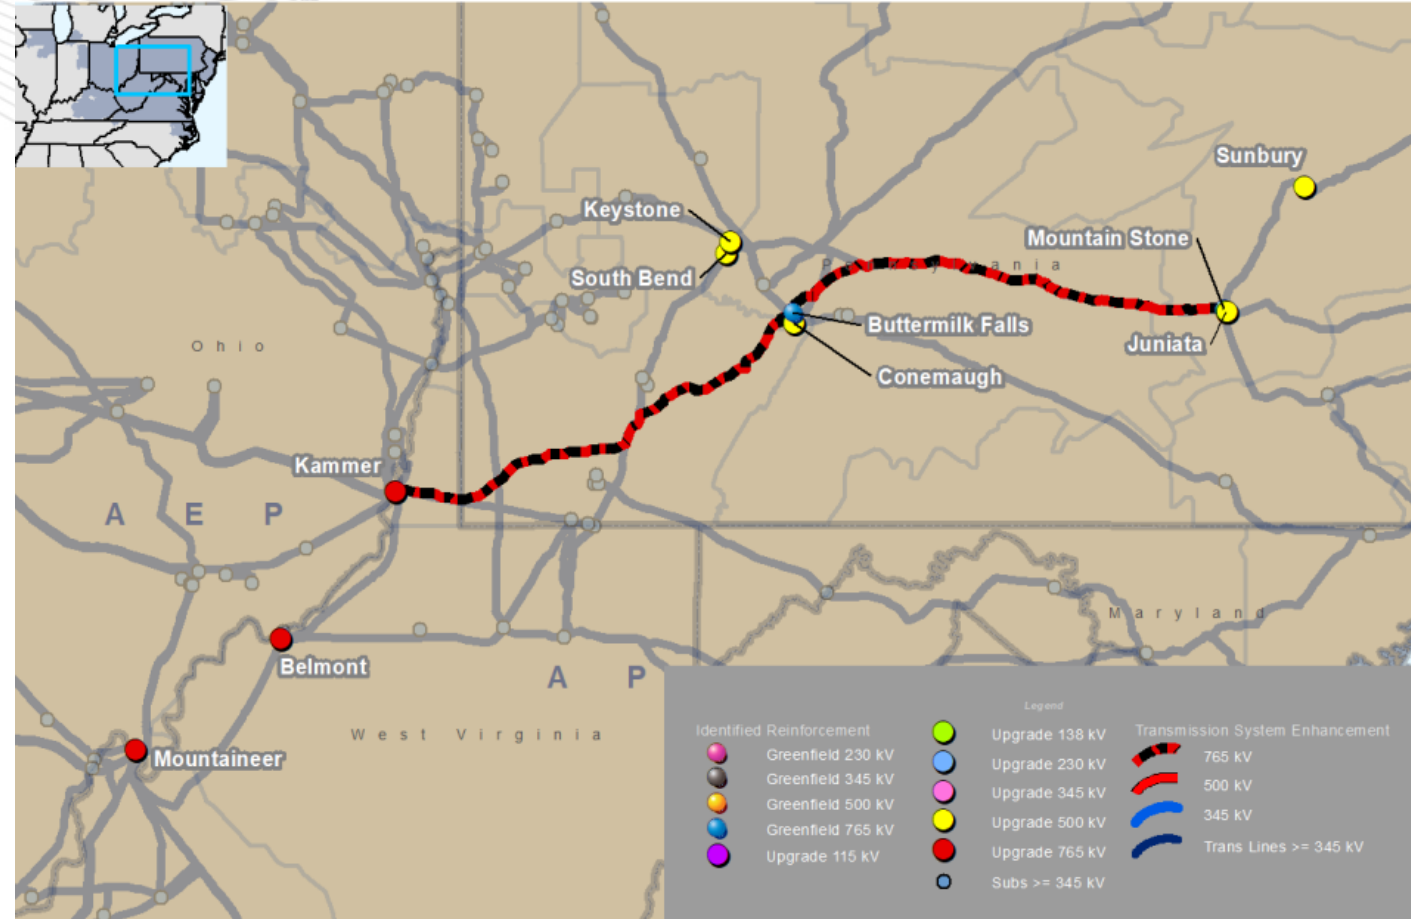 Sunbury
Keystone
Mountain Stone
Pennsylvania
South Bend
Buttermilk Falls
Juniata
Ohio
Conemaugh
Kammer
AEP
Maryland
Belmont
AP
West Virginia
Mountaineer
Legend
Identified Reinforcement
Greenfield 230 kV
Greenfield 345 kV
Greenfield 500 kV
Greenfield 765 kV
Upgrade 115 kV
Upgrade 138 kV
Upgrade 230 kV
Upgrade 345 kV
Upgrade 500 kV
Upgrade 765 kV
Subs >= 345 kV
Transmission System Enhancement
765 kV
500 kV
345 kV
Trans Lines >= 345 kV